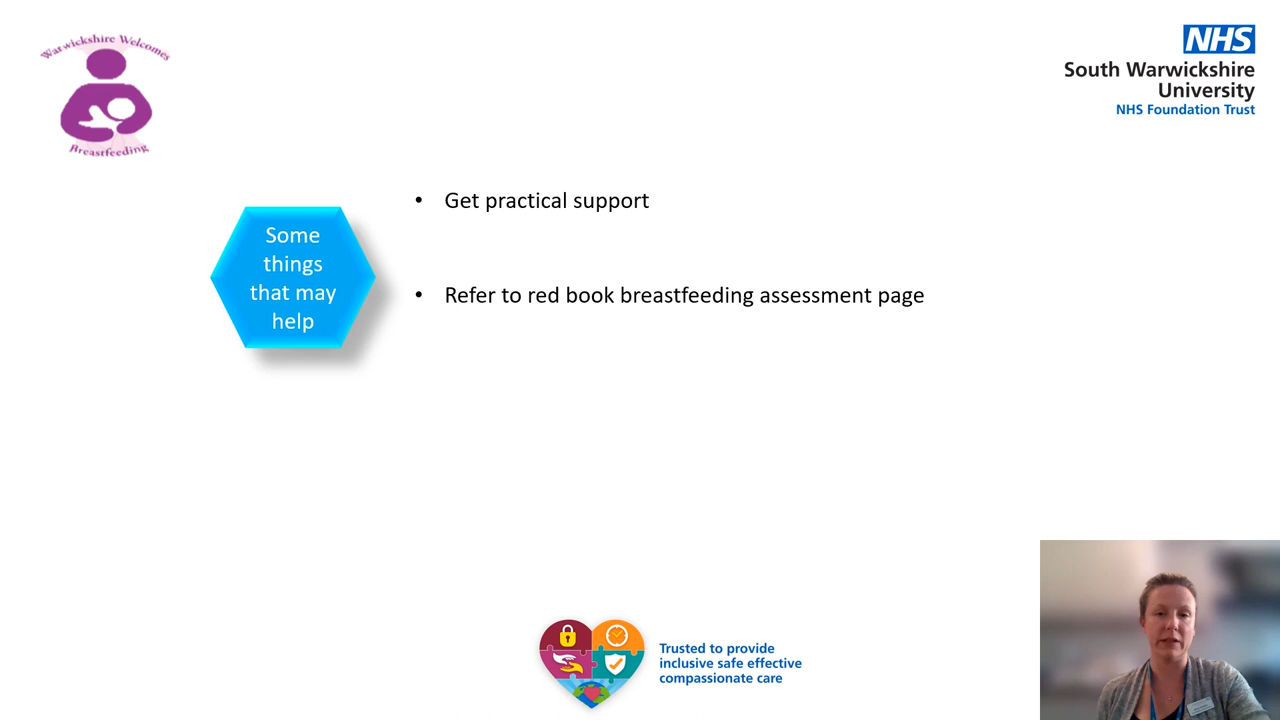 Warwickshire Welcomes
Breastfeeding
NHS
South Warwickshire
University
NHS Foundation Trust
• Get practical support
Some
things
that may
help
• Refer to red book breastfeeding assessment page
Trusted to provide
inclusive safe effective
compassionate care